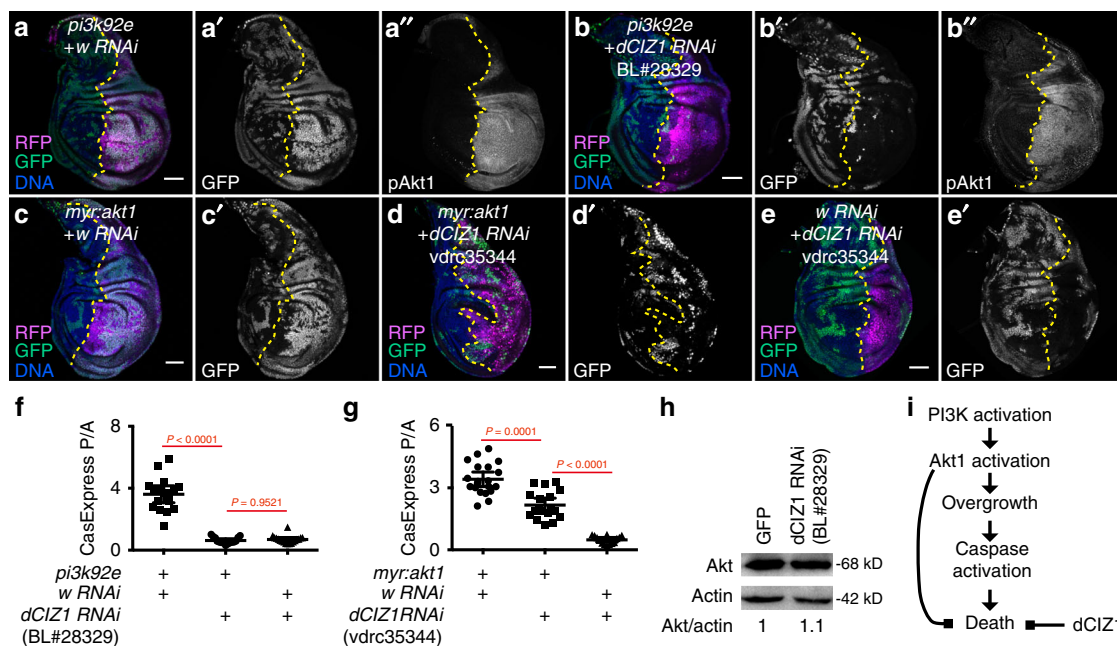 a
pi3k92e
+w RNAi
RFP
GFP
DNA
a′
GFP
a″
pAkt1
b
pi3k92e
+dCIZ1 RNAi
BL#28329
RFP
GFP
DNA
b′
GFP
b″
pAkt1
c
myr:akt1
+w RNAi
RFP
GFP
DNA
c′
GFP
d
myr:akt1
+dCIZ1 RNAi
vdrc35344
RFP
GFP
DNA
d′
GFP
e
w RNAi
+dCIZ1 RNAi
vdrc35344
RFP
GFP
DNA
e′
GFP
f
CasExpress P/A
8
4
0
P < 0.0001
P = 0.9521
pi3k92e + +
w RNAi + +
dCIZ1 RNAi + +
(BL#28329)
g
CasExpress P/A
6
3
0
P = 0.0001
P < 0.0001
myr:akt1 + +
w RNAi + +
dCIZ1RNAi + +
(vdrc35344)
h
GFP
dCIZ1 RNAi
(BL#28329)
Akt -68 kD
Actin -42 kD
Akt/actin 1 1.1
i
PI3K activation
Akt1 activation
Overgrowth
Caspase
activation
Death
dCIZ1